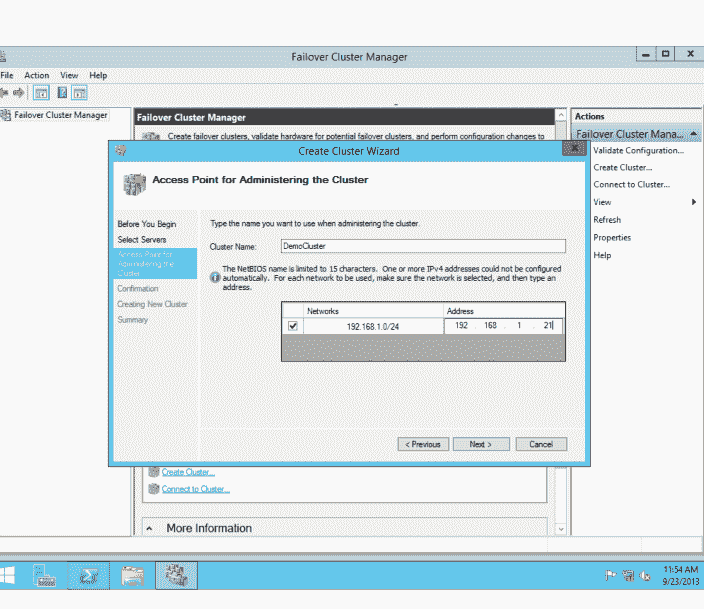 Failover Cluster Manager
File Action View Help
Failover Cluster Manager
Failover Cluster Manager
Create failover clusters, validate hardware for potential failover clusters, and perform configuration changes to
Actions
Failover Cluster Mana...
Validate Configuration...
Create Cluster...
Connect to Cluster...
View
Refresh
Properties
Help
Create Cluster Wizard
Access Point for Administering the Cluster
Before You Begin
Select Servers
Access Point for
Administering the
Cluster
Confirmation
Creating New Cluster
Summary
Type the name you want to use when administering the cluster.
Cluster Name:
DemoCluster
The NetBIOS name is limited to 15 characters. One or more IPv4 addresses could not be configured
automatically. For each network to be used, make sure the network is selected, and then type an
address.
Networks Address
192.168.1.0/24 192 . 168 . 1 . 21
< Previous Next > Cancel
Create Cluster...
Connect to Cluster...
More Information
11:54 AM
9/23/2013